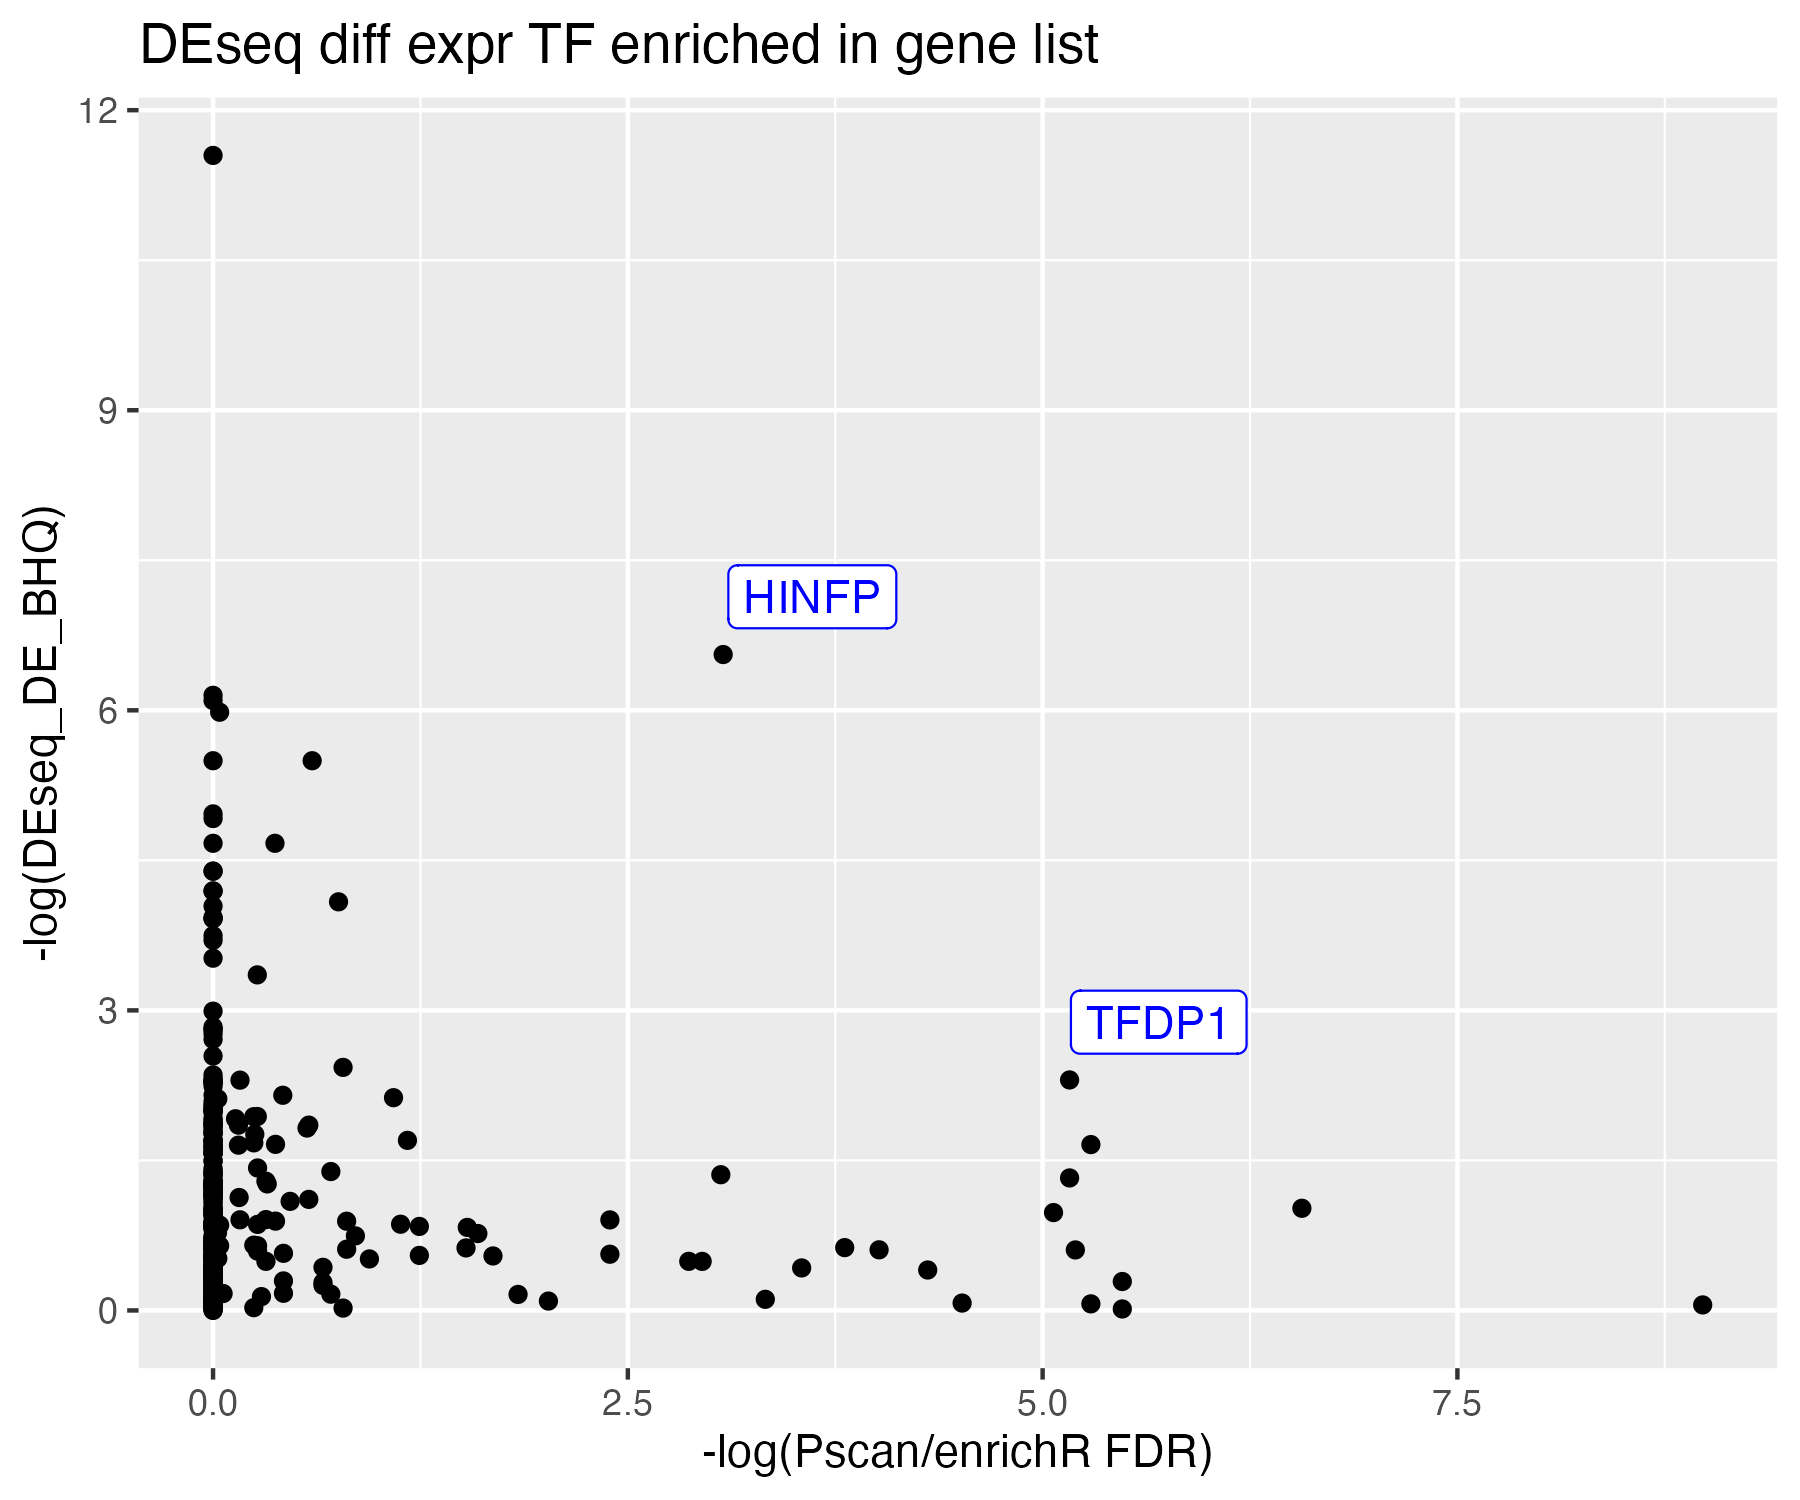 DEseq diff expr TF enriched in gene list
12
9
6
3
0
-log(DEseq_DE_BHQ)
HINFP
TFDP1
0.0
2.5
5.0
7.5
-log(Pscan/enrichR FDR)